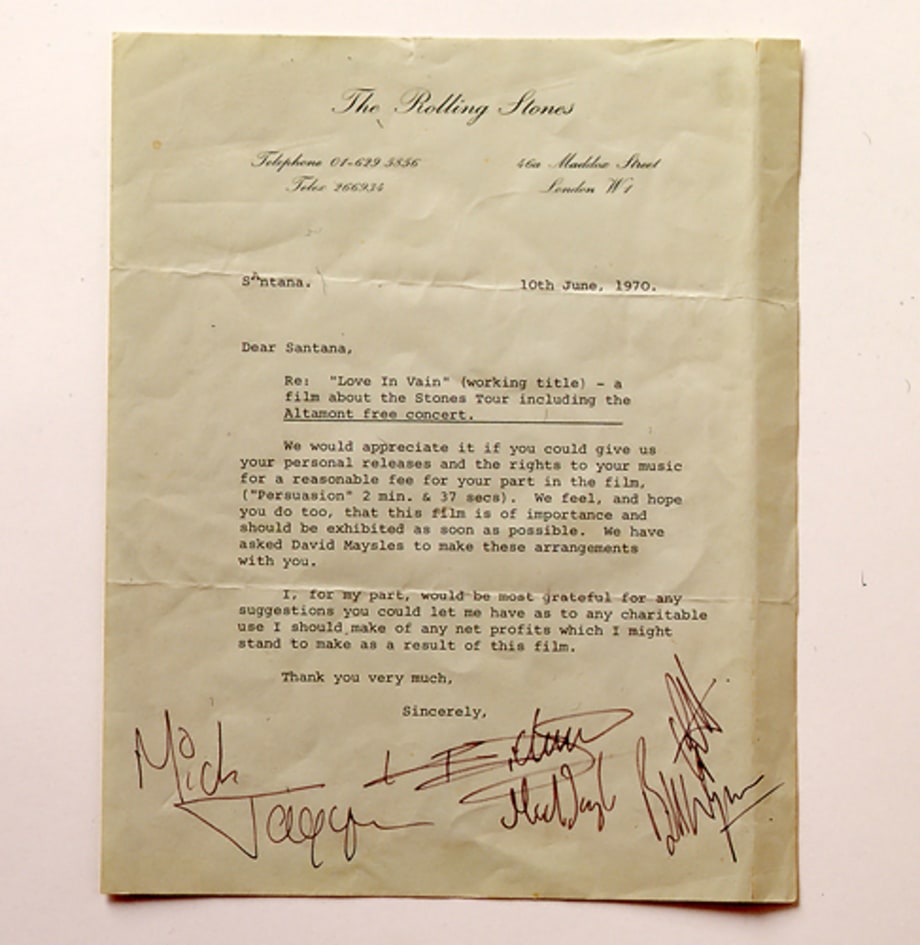 The Rolling Stones
Telephone 01-629 5856
46a Maddox Street
Telex 266934
London W1
SAntana.
10th June, 1970.
Dear Santana,
Re: "Love In Vain" (working title) - a
film about the Stones Tour including the
Altamont free concert.
We would appreciate it if you could give us
your personal releases and the rights to your music
for a reasonable fee for your part in the film,
("Persuasion" 2 min. & 37 secs). We feel, and hope
you do too, that this film is of importance and
should be exhibited as soon as possible. We have
asked David Maysles to make these arrangements
with you.
I, for my part, would be most grateful for any
suggestions you could let me have as to any charitable
use I should make of any net profits which I might
stand to make as a result of this film.
Thank you very much,
Sincerely,
Mick
Jagger
Bill Wyman